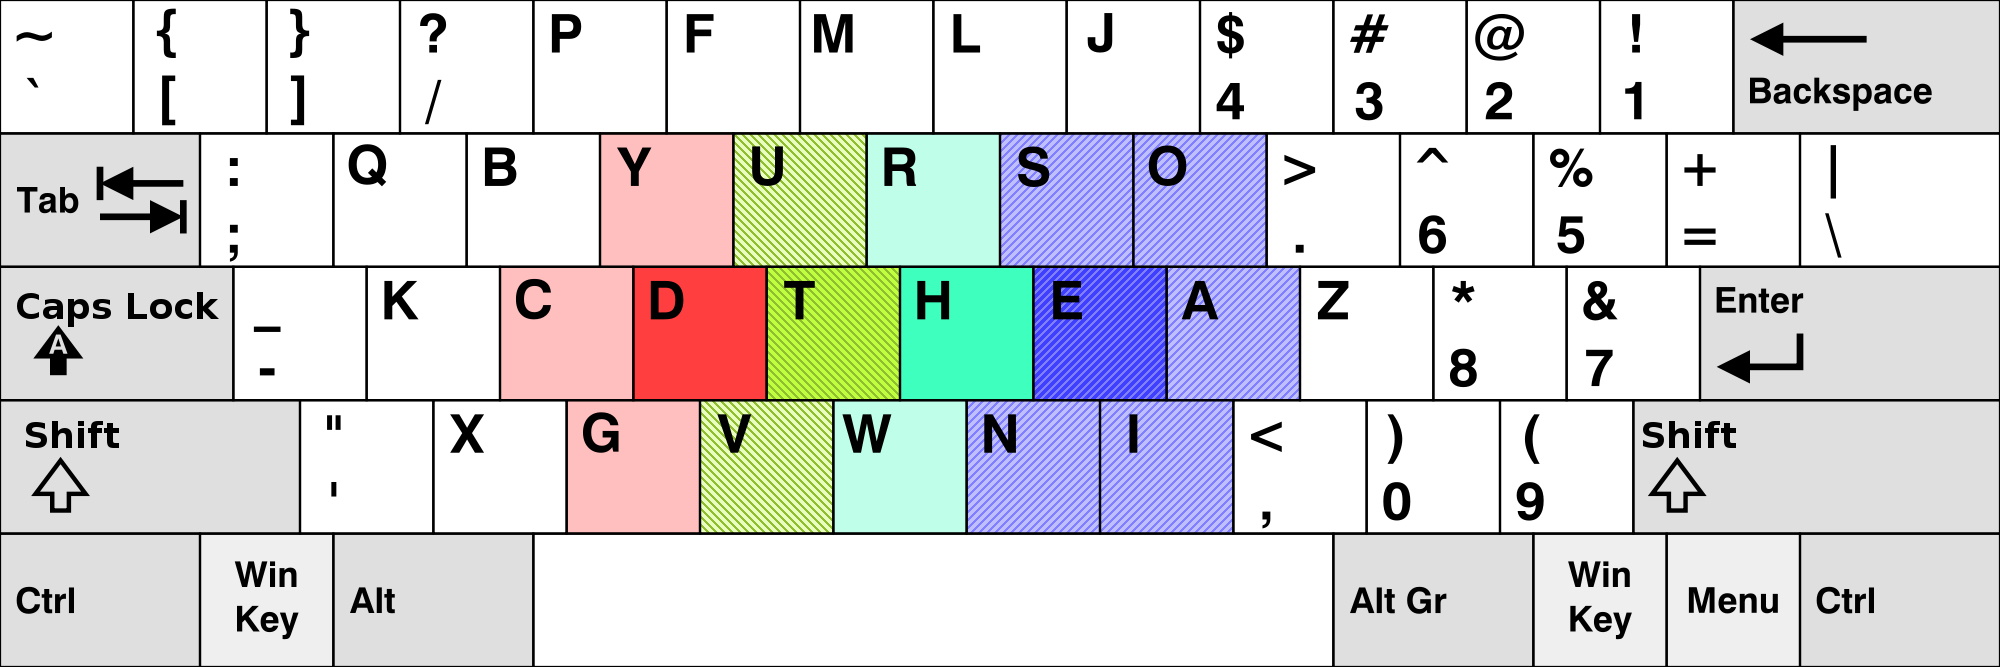 ~ { } ? P F M L J $ # @ !
` [ ] / 4 3 2 1 Backspace
Tab : Q B Y U R S O > ^ % + |
; . 6 5 = \
Caps Lock _ K C D T H E A Z * & Enter
A - 8 7
Shift " X G V W N I < ) ( Shift
' , 0 9
Ctrl Win Key Alt Alt Gr Win Key Menu Ctrl